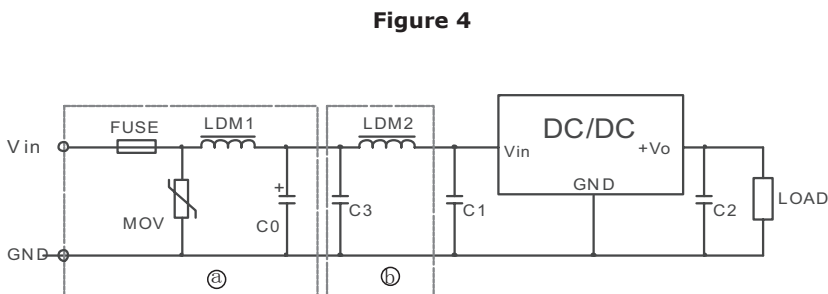 Figure 4
FUSE
LDM1
LDM2
DC/DC
Vin
Vin
+Vo
GND
MOV
+
C0
C3
C1
C2
LOAD
GND
ⓐ
ⓑ